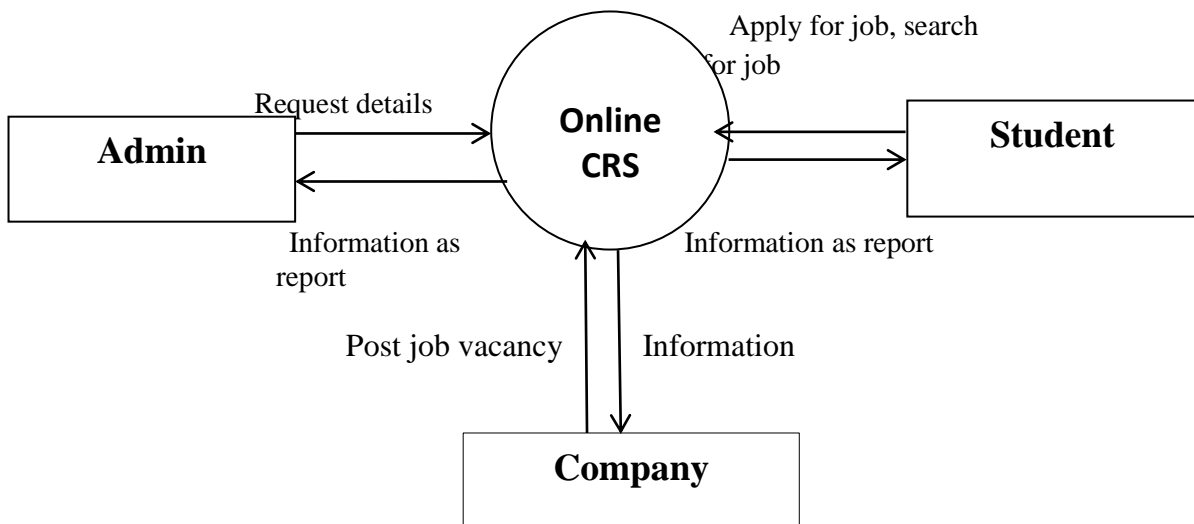 Apply for job, search
for job
Request details
Admin
Online
CRS
Student
Information as
report
Information as report
Post job vacancy
Information
Company